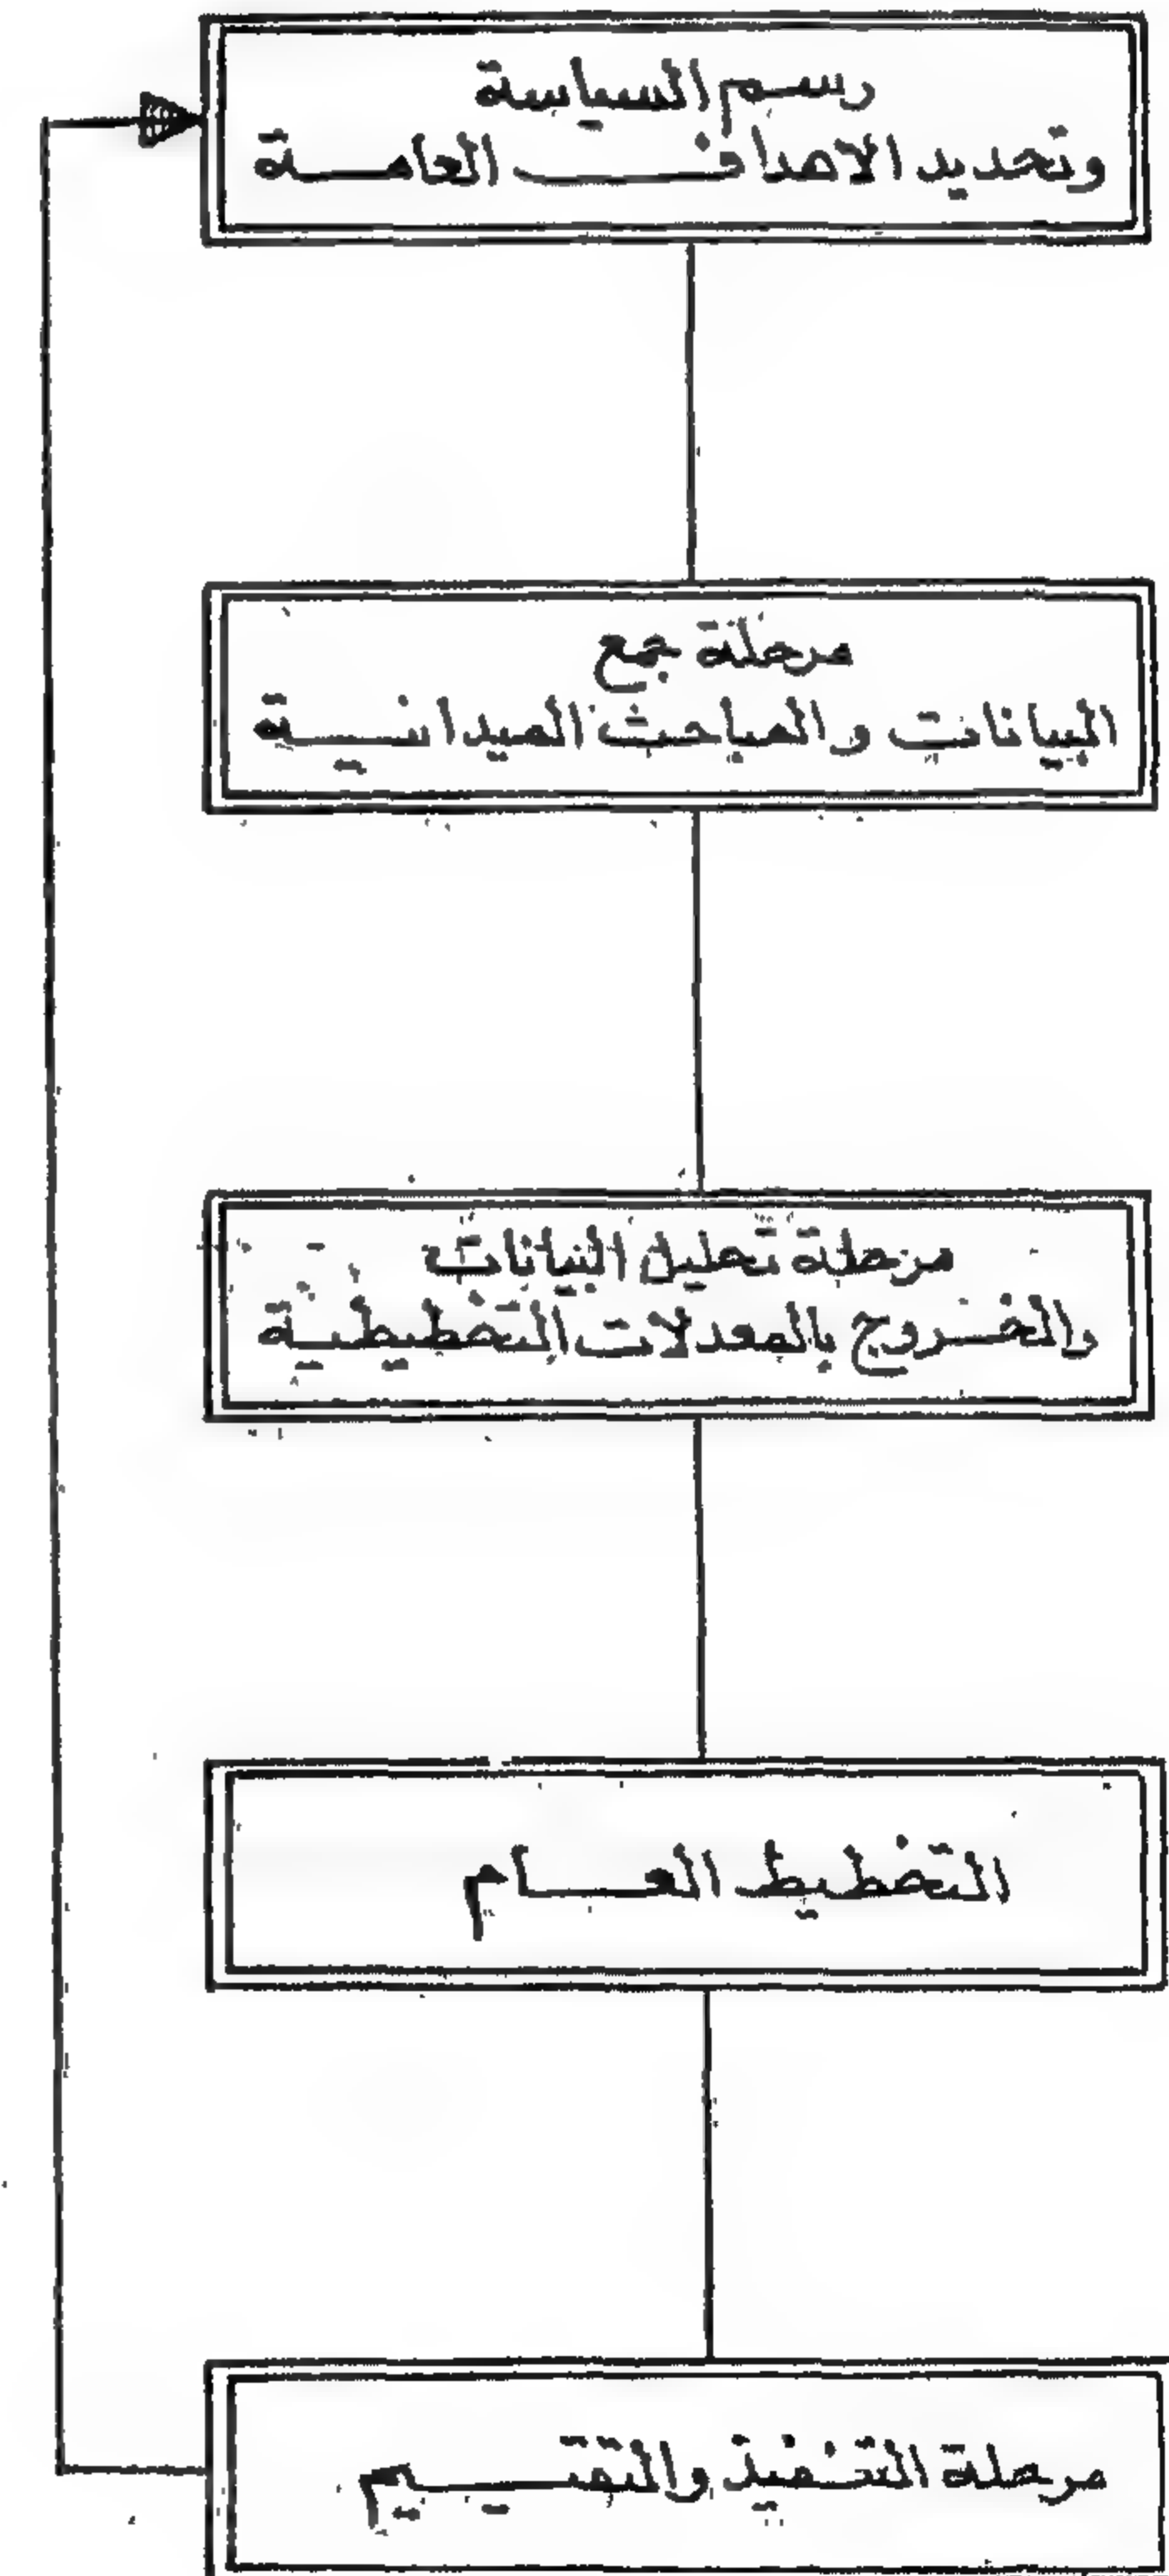 رسم السياسة
وتحديد الاهداف العامة
مرحلة جمع
البيانات والمباحث الميدانية
مرحلة تحليل البيانات
والخروج بالمعدلات التخطيطية
التخطيط العام
مرحلة التنفيذ والتقييم